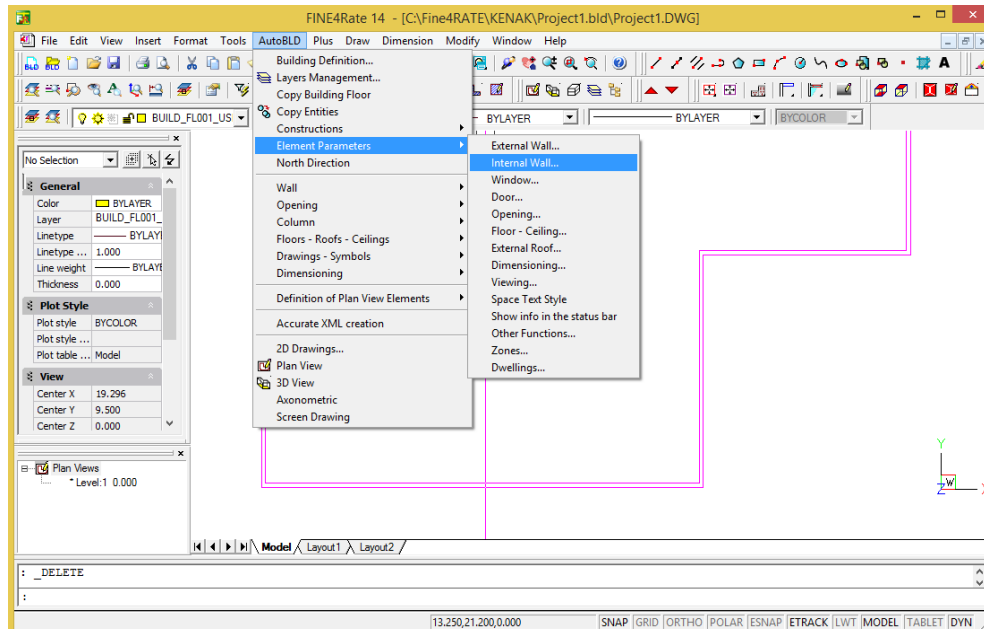 FINE4Rate 14 - [C:\Fine4RATE\KENAK\Project1.bld\Project1.DWG]
File Edit View Insert Format Tools AutoBLD Plus Draw Dimension Modify Window Help
BLD BLD
A
BUILD_FL001_US
BYLAYER
BYLAYER
BYCOLOR
Building Definition...
Layers Management...
Copy Building Floor
Copy Entities
Constructions
Element Parameters
North Direction
Wall
Opening
Column
Floors - Roofs - Ceilings
Drawings - Symbols
Dimensioning
Definition of Plan View Elements
Accurate XML creation
2D Drawings...
Plan View
3D View
Axonometric
Screen Drawing
External Wall...
Internal Wall...
Window...
Door...
Opening...
Floor - Ceiling...
External Roof...
Dimensioning...
Viewing...
Space Text Style
Show info in the status bar
Other Functions...
Zones...
Dwellings...
No Selection
General
Color BYLAYER
Layer BUILD_FL001_
Linetype BYLAYI
Linetype ... 1.000
Line weight BYLAYE
Thickness 0.000
Plot Style
Plot style BYCOLOR
Plot style ...
Plot table ... Model
View
Center X 19.296
Center Y 9.500
Center Z 0.000
Plan Views
* Level:1 0.000
Y
W
Z X
Model Layout1 Layout2
: _DELETE
:
13.250,21.200,0.000 SNAP GRID ORTHO POLAR ESNAP ETRACK LWT MODEL TABLET DYN